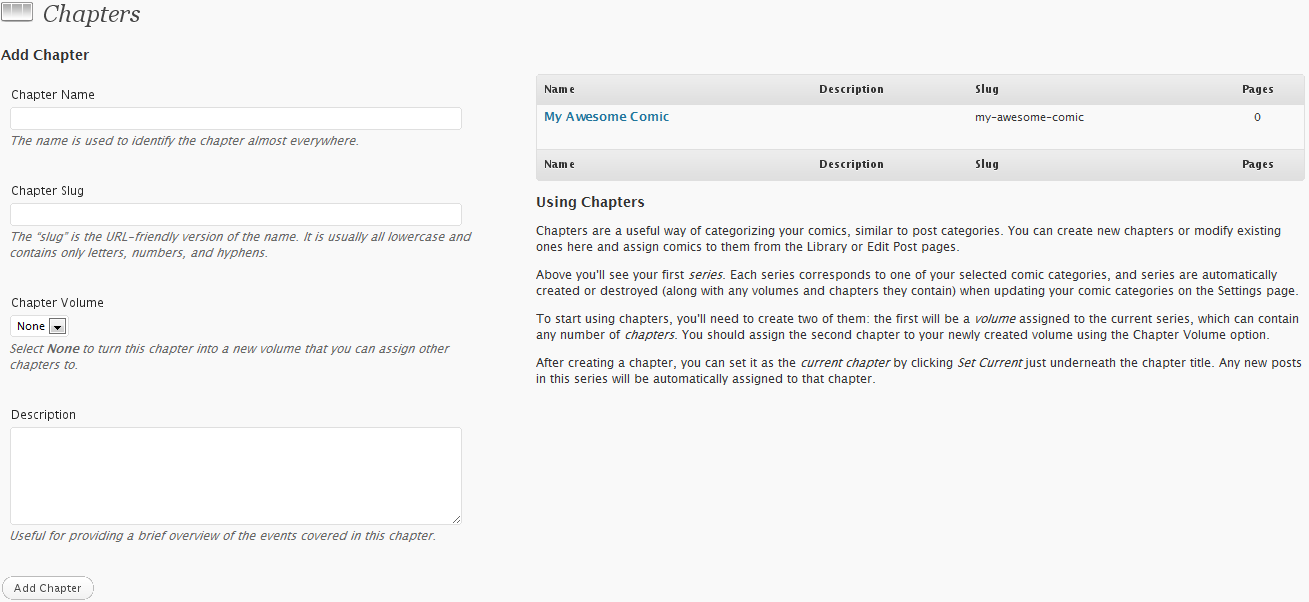 Chapters
Add Chapter
Chapter Name
The name is used to identify the chapter almost everywhere.
Chapter Slug
The “slug” is the URL-friendly version of the name. It is usually all lowercase and
contains only letters, numbers, and hyphens.
Chapter Volume
None
Select None to turn this chapter into a new volume that you can assign other
chapters to.
Description
Useful for providing a brief overview of the events covered in this chapter.
Add Chapter
Name Description Slug Pages
My Awesome Comic my-awesome-comic 0
Name Description Slug Pages
Using Chapters
Chapters are a useful way of categorizing your comics, similar to post categories. You can create new chapters or modify existing
ones here and assign comics to them from the Library or Edit Post pages.
Above you'll see your first series. Each series corresponds to one of your selected comic categories, and series are automatically
created or destroyed (along with any volumes and chapters they contain) when updating your comic categories on the Settings page.
To start using chapters, you'll need to create two of them: the first will be a volume assigned to the current series, which can contain
any number of chapters. You should assign the second chapter to your newly created volume using the Chapter Volume option.
After creating a chapter, you can set it as the current chapter by clicking Set Current just underneath the chapter title. Any new posts
in this series will be automatically assigned to that chapter.